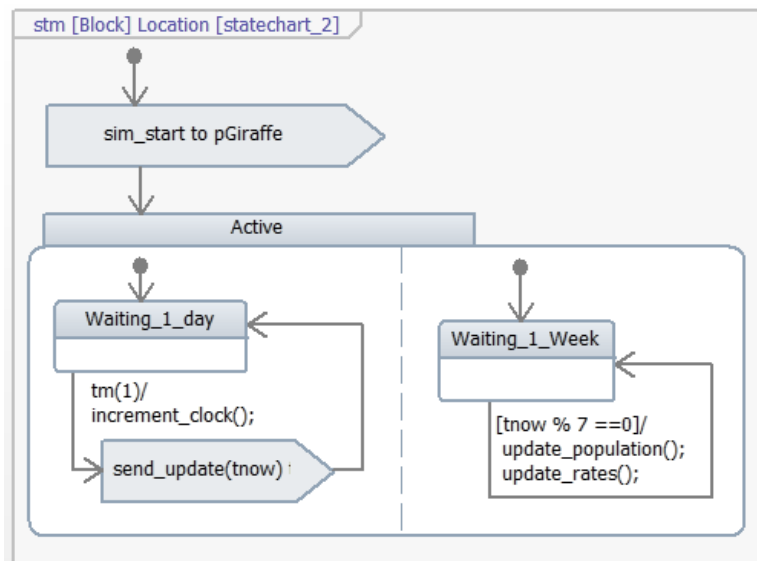 stm [Block] Location [statechart_2]
sim_start to pGiraffe
Active
Waiting_1_day
tm(1)/
increment_clock();
send_update(tnow)
Waiting_1_Week
[tnow % 7 ==0]/
update_population();
update_rates();